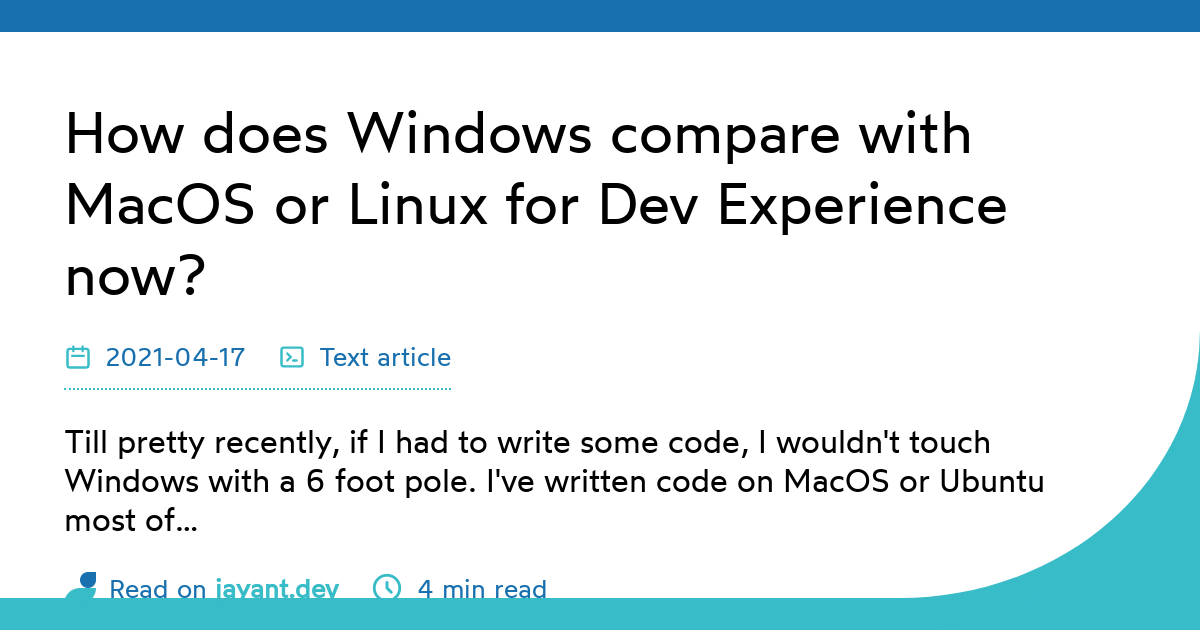 How does Windows compare with
MacOS or Linux for Dev Experience
now?
2021-04-17 Text article
Till pretty recently, if I had to write some code, I wouldn't touch
Windows with a 6 foot pole. I've written code on MacOS or Ubuntu
most of...
Read on jayant.dev 4 min read